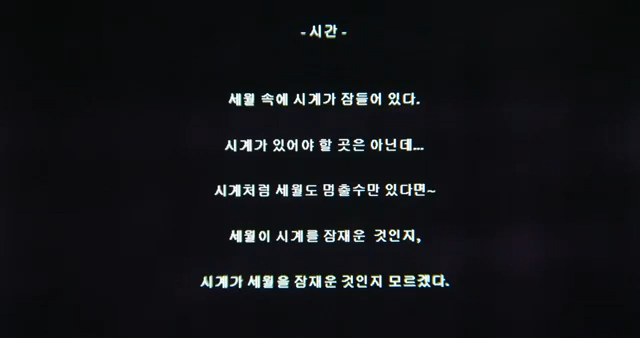 - 시간 -
세월 속에 시계가 잠들어 있다.
시계가 있어야 할 곳은 아닌데...
시계처럼 세월도 멈출수만 있다면~
세월이 시계를 잠재운 것인지,
시계가 세월을 잠재운 것인지 모르겠다.